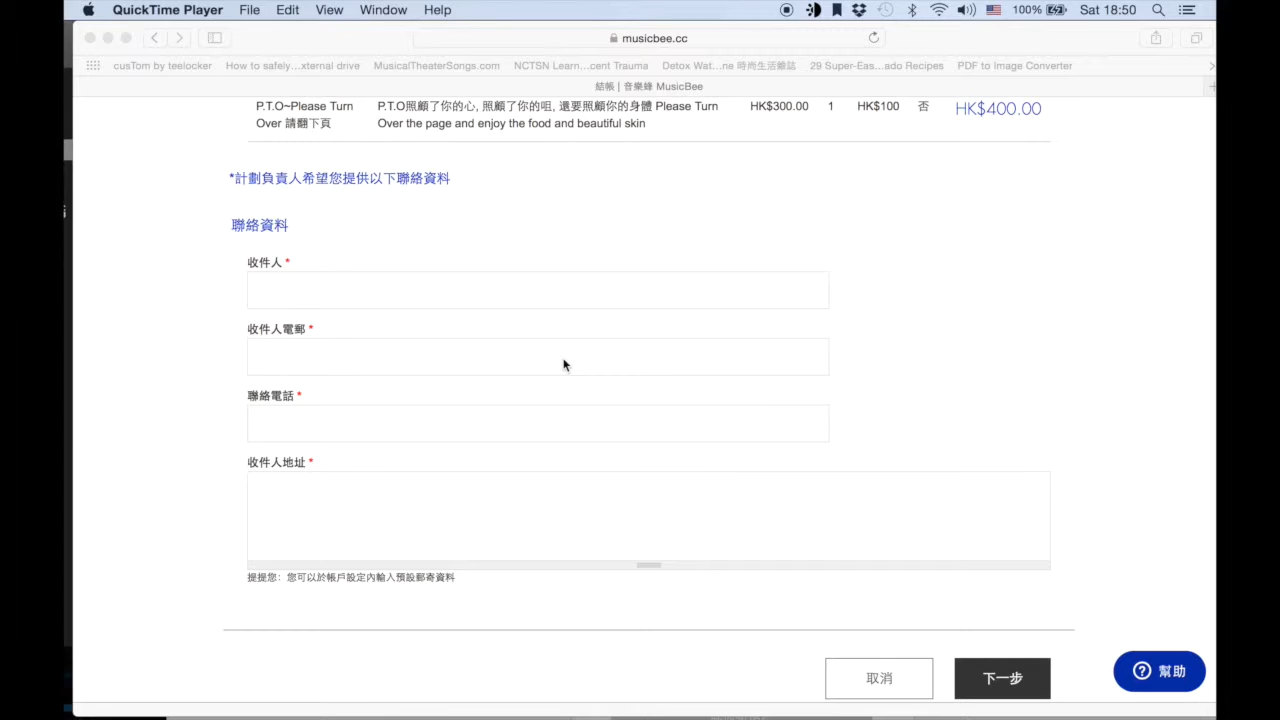 QuickTime Player File Edit View Window Help 100% Sat 18:50
musicbee.cc
cusTom by teelocker How to safely...xternal drive MusicalTheaterSongs.com NCTSN Learn...cent Trauma Detox Wat...ne 時尚生活雜誌 29 Super-Eas...ado Recipes PDF to Image Converter
結帳 | 音樂蜂 MusicBee
P.T.O~Please Turn P.T.O照顧了你的心, 照顧了你的咀, 還要照顧你的身體 Please Turn HK$300.00 1 HK$100 否 HK$400.00
Over 請翻下頁 Over the page and enjoy the food and beautiful skin
*計劃負責人希望您提供以下聯絡資料
聯絡資料
收件人 *
收件人電郵 *
聯絡電話 *
收件人地址 *
提提您: 您可以於帳戶設定內輸入預設郵寄資料
取消 下一步 幫助